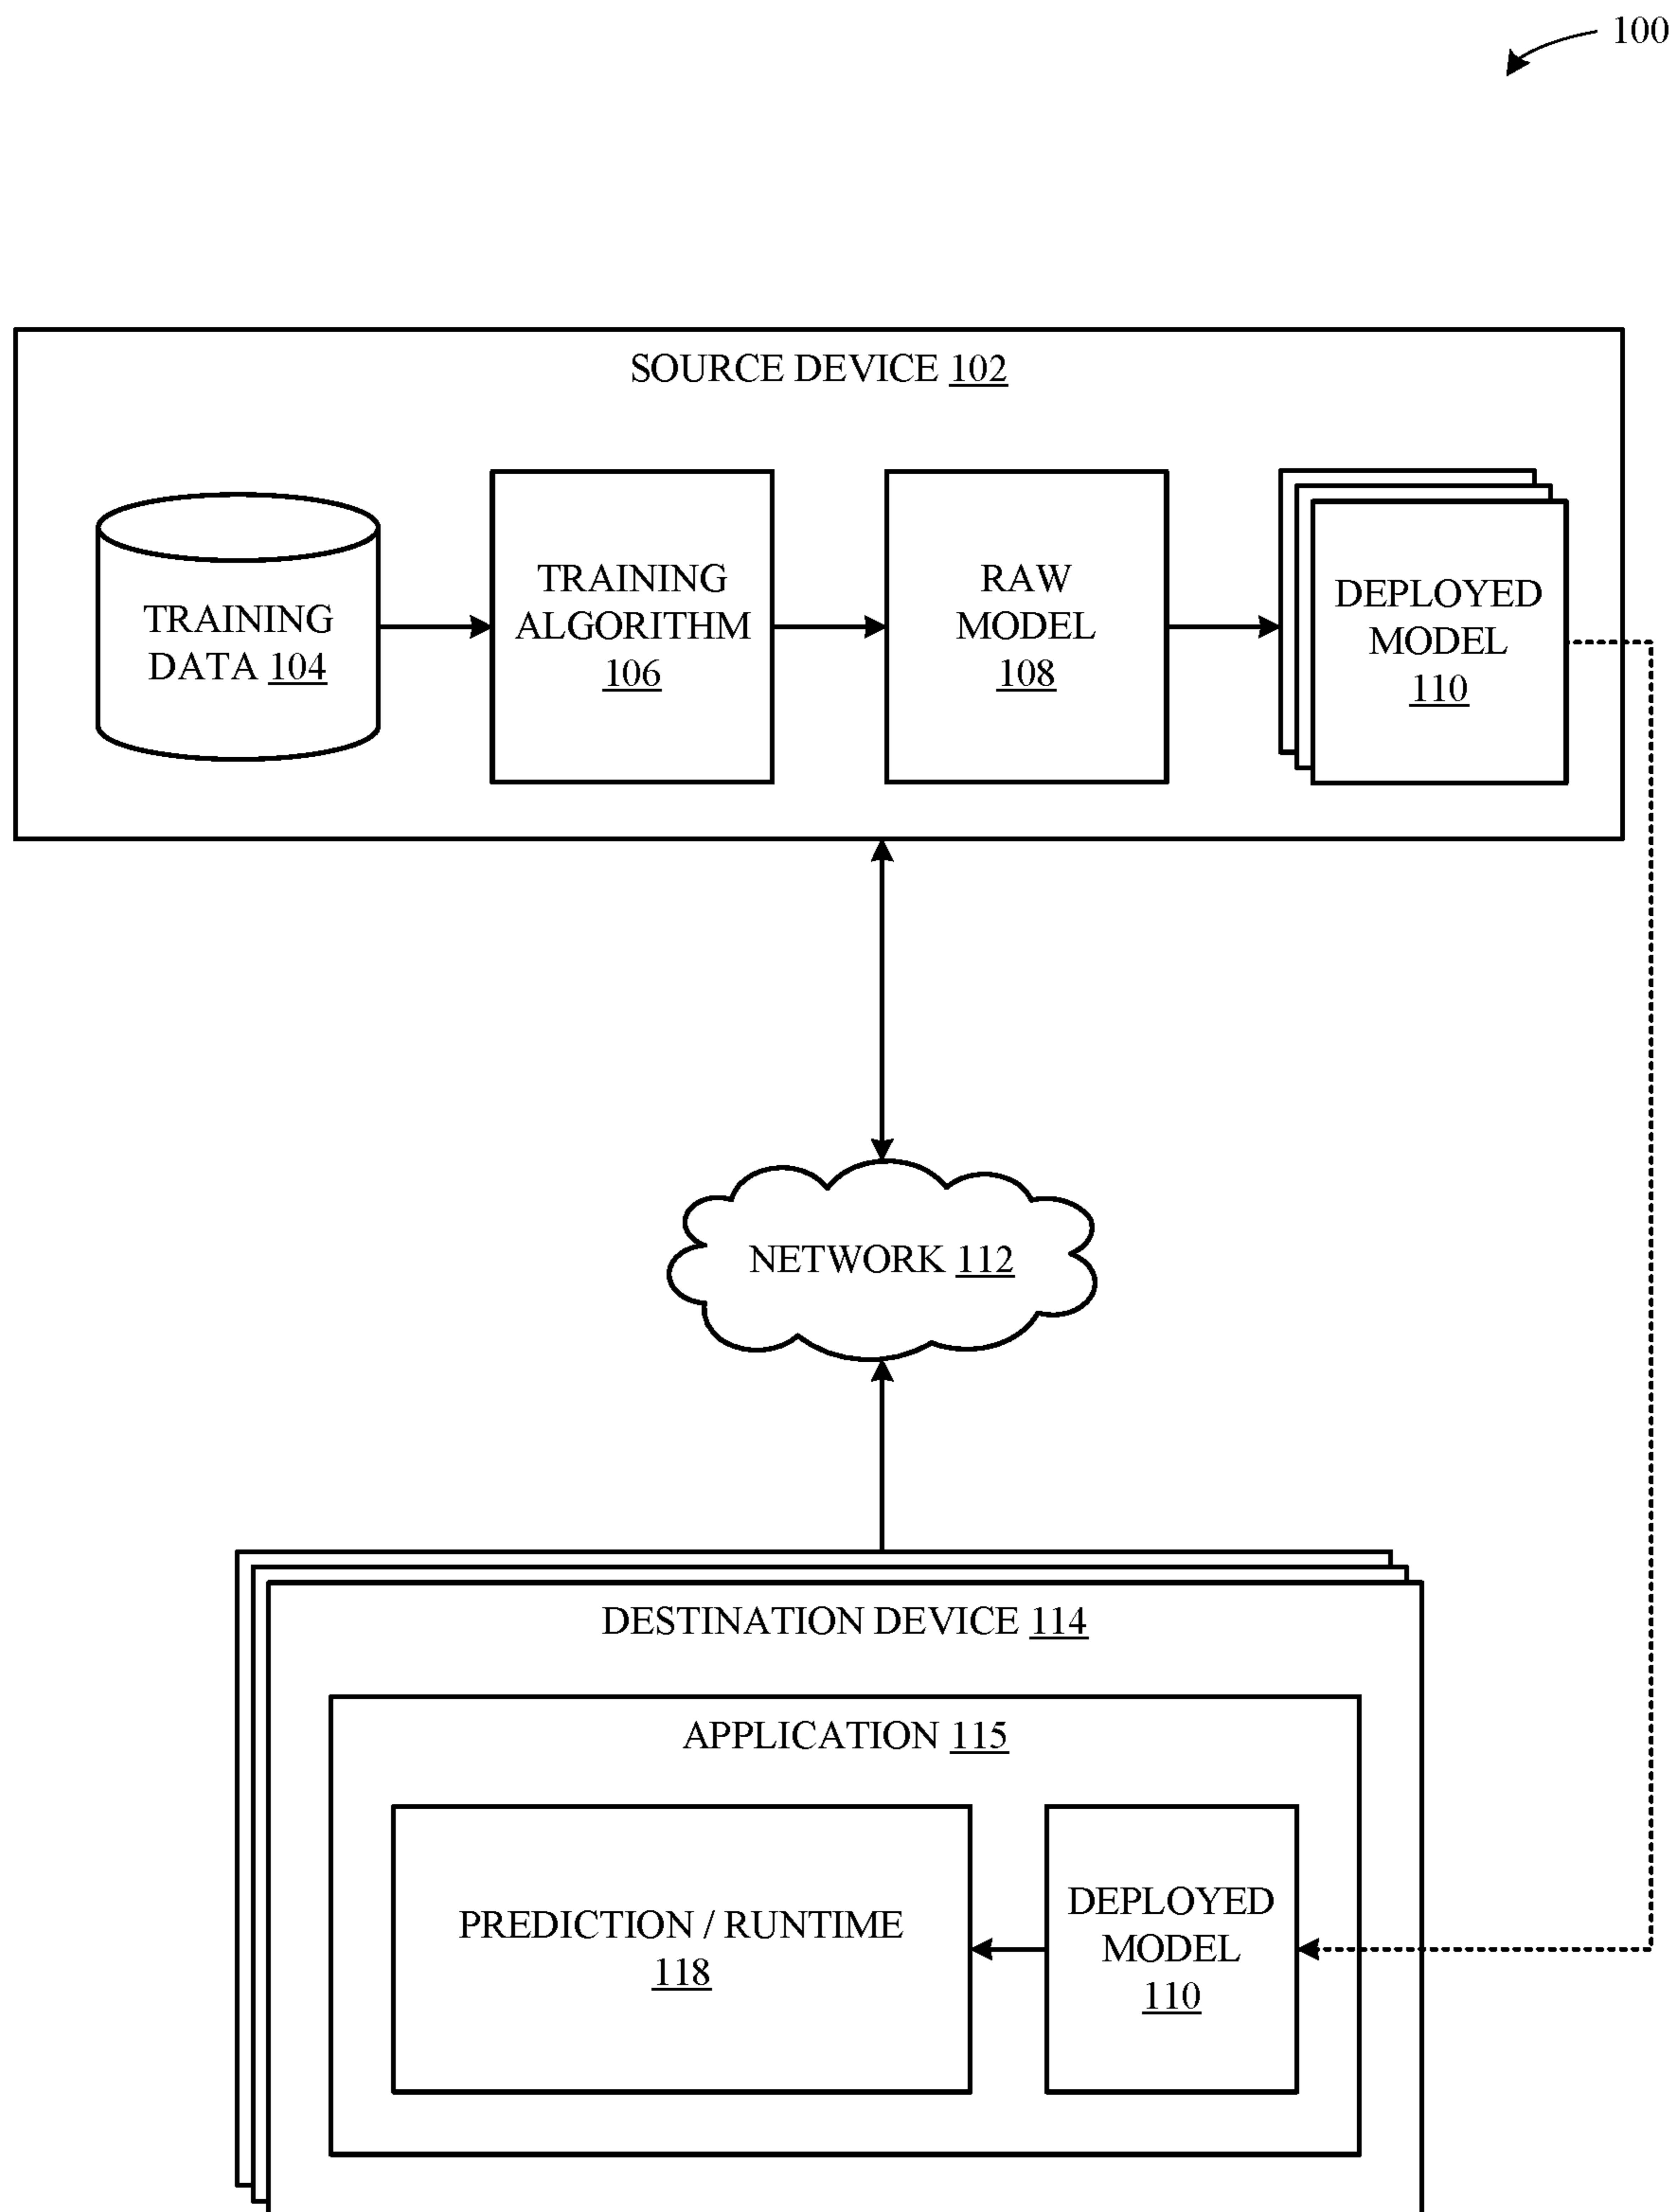 100
SOURCE DEVICE 102
TRAINING
DATA 104
TRAINING
ALGORITHM
106
RAW
MODEL
108
DEPLOYED
MODEL
110
NETWORK 112
DESTINATION DEVICE 114
APPLICATION 115
PREDICTION / RUNTIME
118
DEPLOYED
MODEL
110